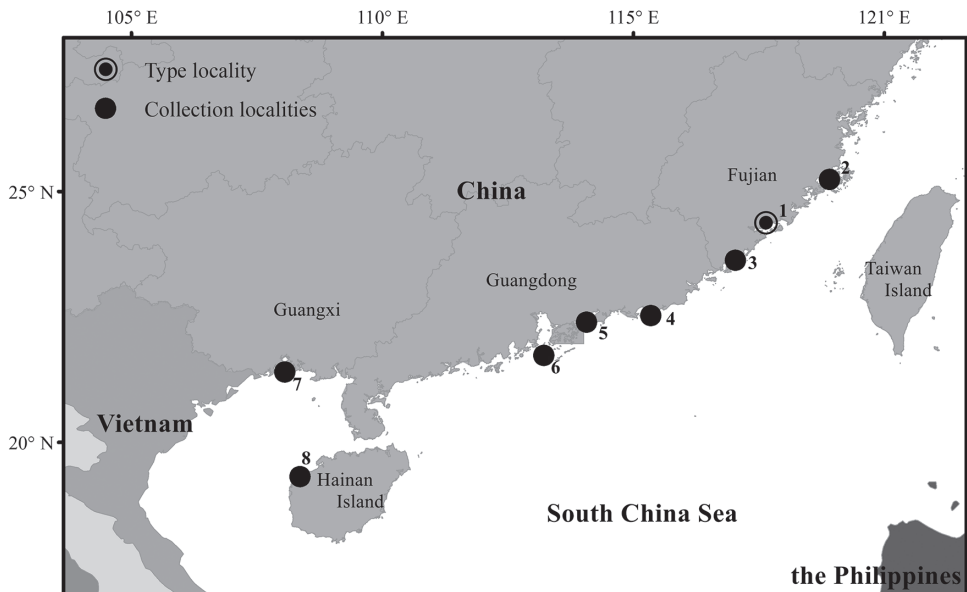 105° E 110° E 115° E 121° E
Type locality
Collection localities
2
Fujian
25° N
China
1
3
Taiwan
Island
Guangdong
Guangxi
4
5
6
7
Vietnam
20° N
8
Hainan
Island
South China Sea
the Philippines